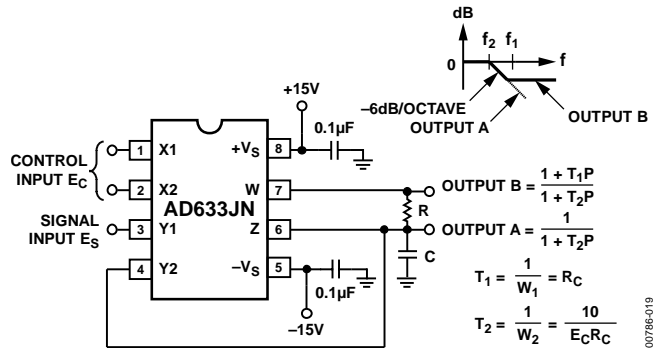 dB
f2 f1
0
f
–6dB/OCTAVE
OUTPUT A
OUTPUT B
+15V
0.1µF
CONTROL
INPUT EC
1 X1
+VS 8
2 X2
W 7
AD633JN
SIGNAL
INPUT ES
3 Y1
Z 6
4 Y2
–VS 5
0.1µF
–15V
R
C
OUTPUT B = 1 + T1P / 1 + T2P
OUTPUT A = 1 / 1 + T2P
T1 = 1 / W1 = RC
T2 = 1 / W2 = 10 / ECRC
00786-019